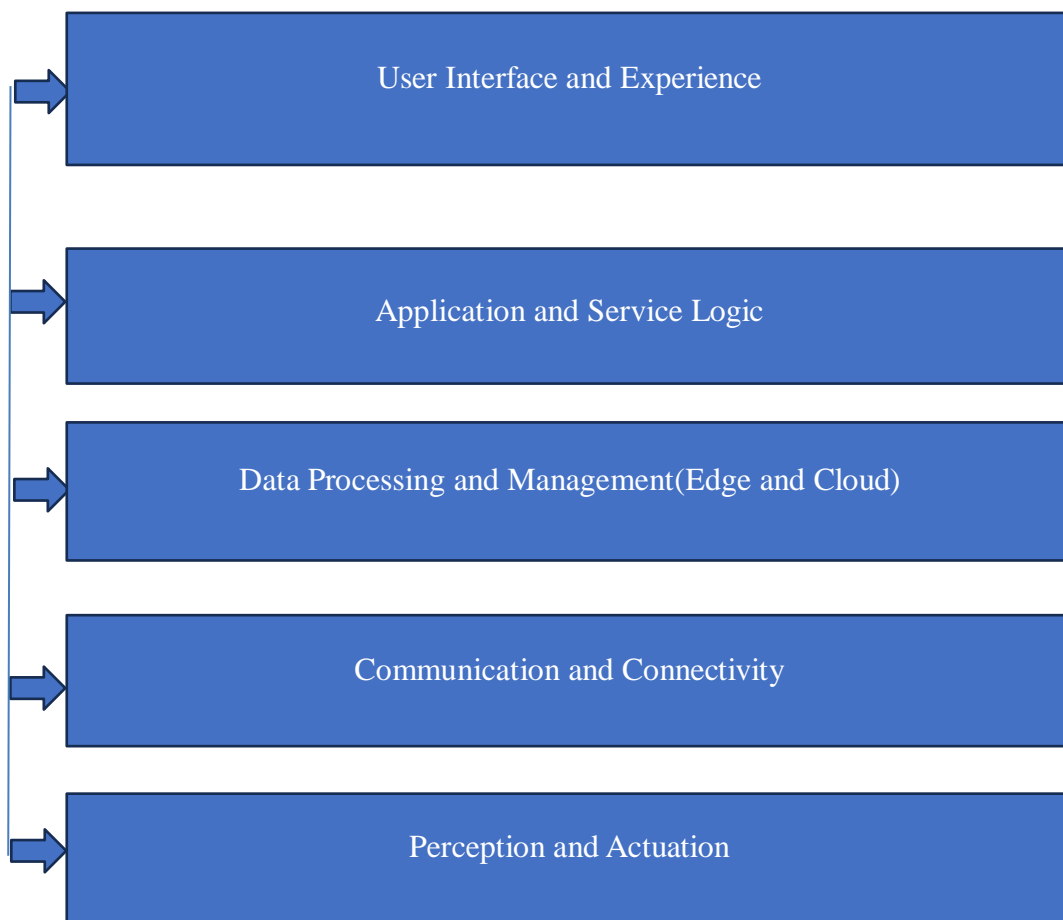 User Interface and Experience
Application and Service Logic
Data Processing and Management(Edge and Cloud)
Communication and Connectivity
Perception and Actuation